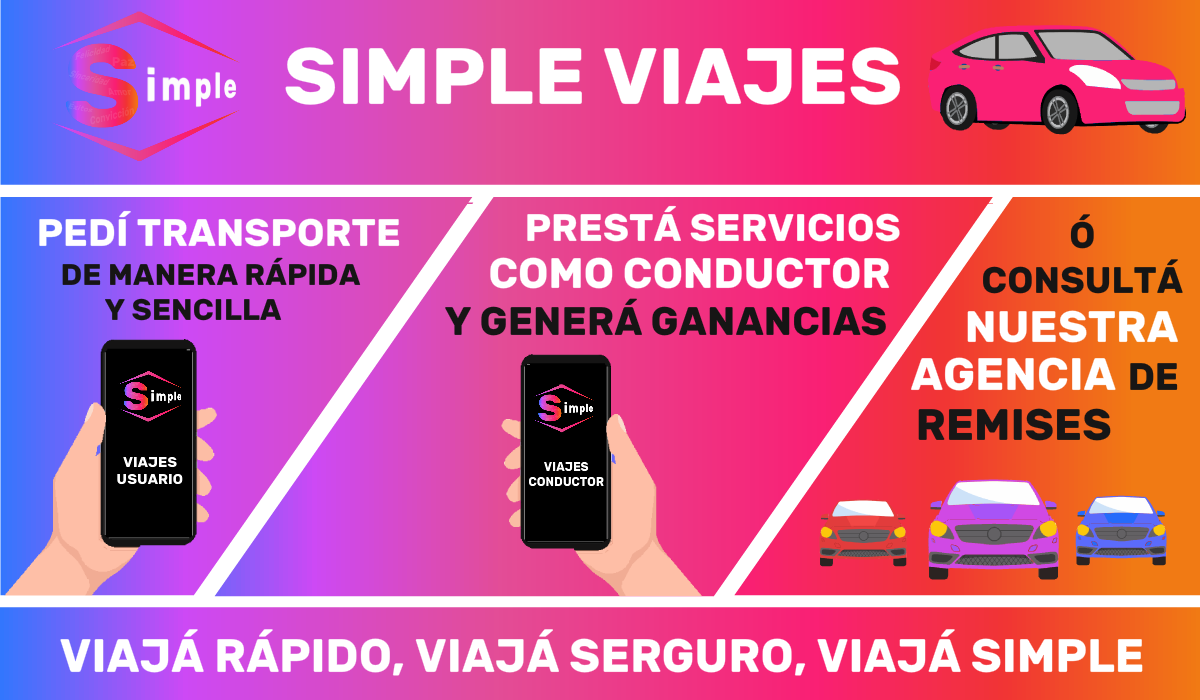 Paz
Simple
SIMPLE VIAJES
PEDÍ TRANSPORTE
DE MANERA RÁPIDA
Y SENCILLA
Simple
VIAJES
USUARIO
PRESTÁ SERVICIOS
COMO CONDUCTOR
Y GENERÁ GANANCIAS
Simple
VIAJES
CONDUCTOR
Ó
CONSULTÁ
NUESTRA
AGENCIA DE
REMISES
VIAJÁ RÁPIDO, VIAJÁ SERGURO, VIAJÁ SIMPLE